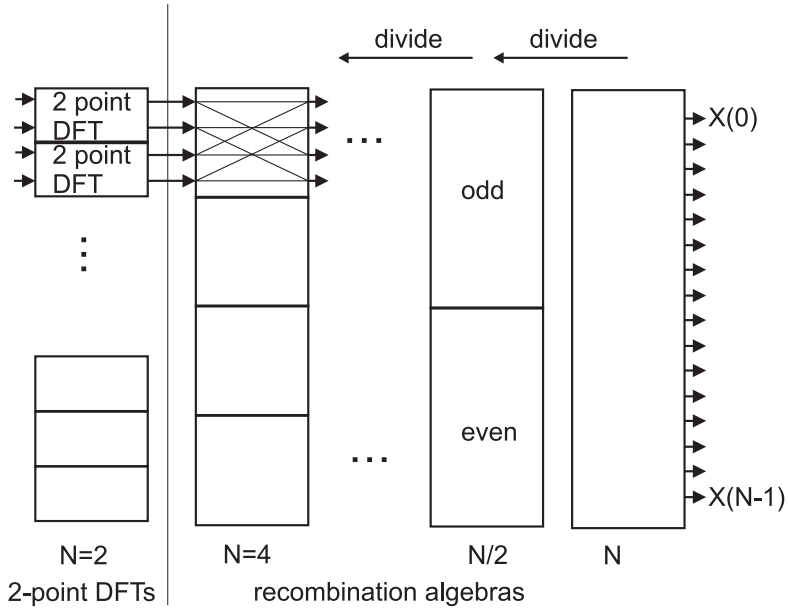 divide
divide
2 point
DFT
2 point
DFT
...
X(0)
odd
...
even
...
X(N-1)
N=2
N=4
N/2
N
2-point DFTs
recombination algebras